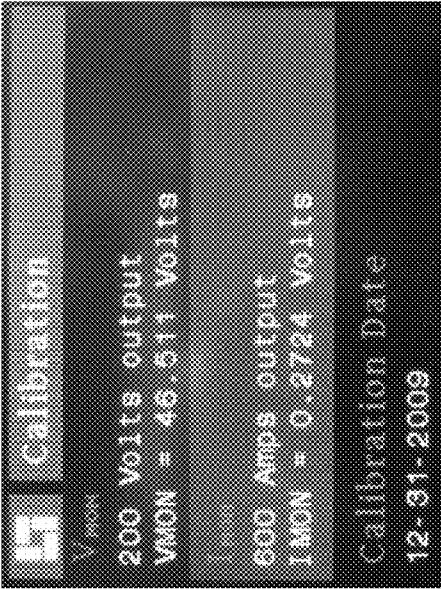 Calibration
VMON
200 Volts output
VMON = 46.511 Volts
600 Amps output
IMON = 0.2724 Volts
Calibration Date
12-31-2009